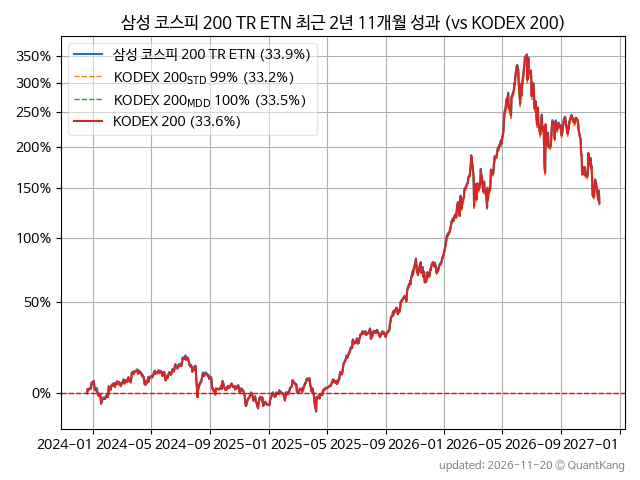 삼성 코스피 200 TR ETN 최근 2년 11개월 성과 (vs KODEX 200)
삼성 코스피 200 TR ETN (33.9%)
KODEX 200STD 99% (33.2%)
KODEX 200MDD 100% (33.5%)
KODEX 200 (33.6%)
350%
300%
250%
200%
150%
100%
50%
0%
2024-01 2024-05 2024-09 2025-01 2025-05 2025-09 2026-01 2026-05 2026-09 2027-01
updated: 2026-11-20 © QuantKang